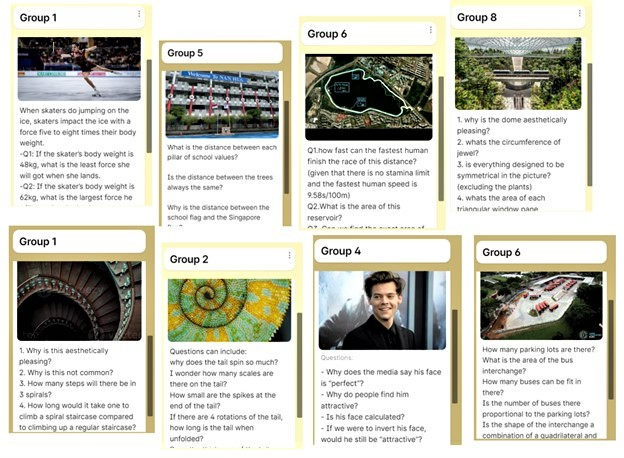 Group 1
When skaters do jumping on the
ice, skaters impact the ice with a
force five to eight times their body
weight.
-Q1: If the skater's body weight is
48kg, what is the least force she
will got when she lands.
-Q2: If the skater's body weight is
62kg, what is the largest force he
Group 5
Welcome to NAN HUA
What is the distance between each
pillar of school values?
Is the distance between the trees
always the same?
Why is the distance between the
school flag and the Singapore
Group 6
Q1.how fast can the fastest human
finish the race of this distance?
(given that there is no stamina limit
and the fastest human speed is
9.58s/100m)
Q2.What is the area of this
reservoir?
Q3. Can we find the exact area of
Group 8
1. why is the dome aesthetically
pleasing?
2. whats the circumference of
jewel?
3. is everything designed to be
symmetrical in the picture?
(excluding the plants)
4. whats the area of each
triangular window pane
Group 1
1. Why is this aesthetically
pleasing?
2. Why is this not common?
3. How many steps will there be in
3 spirals?
4. How long would it take one to
climb a spiral staircase compared
to climbing up a regular staircase?
Group 2
Questions can include:
why does the tail spin so much?
I wonder how many scales are
there on the tail?
How small are the spikes at the
end of the tail?
If there are 4 rotations of the tail,
how long is the tail when
unfolded?
Group 4
Questions:
- Why does the media say his face
is "perfect"?
- Why do people find him
attractive?
- Is his face calculated?
- If we were to invert his face,
would he still be "attractive"?
Group 6
How many parking lots are there?
What is the area of the bus
interchange?
How many buses can be fit in
there?
Is the number of buses there
proportional to the parking lots?
Is the shape of the interchange a
combination of a quadrilateral and